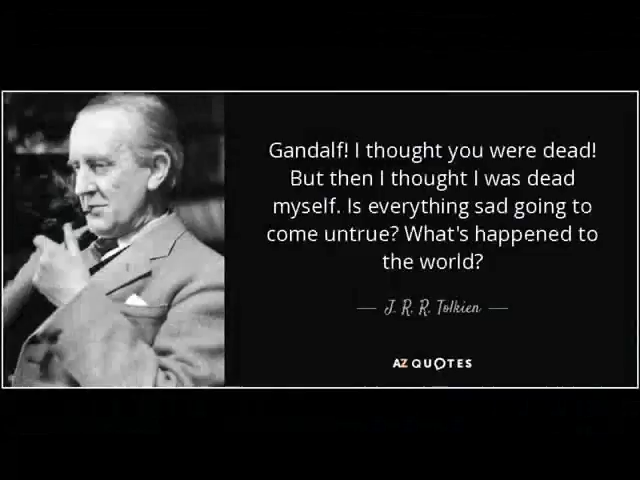 Gandalf! I thought you were dead!
But then I thought I was dead
myself. Is everything sad going to
come untrue? What's happened to
the world?
J. R. R. Tolkien
AZ QUOTES